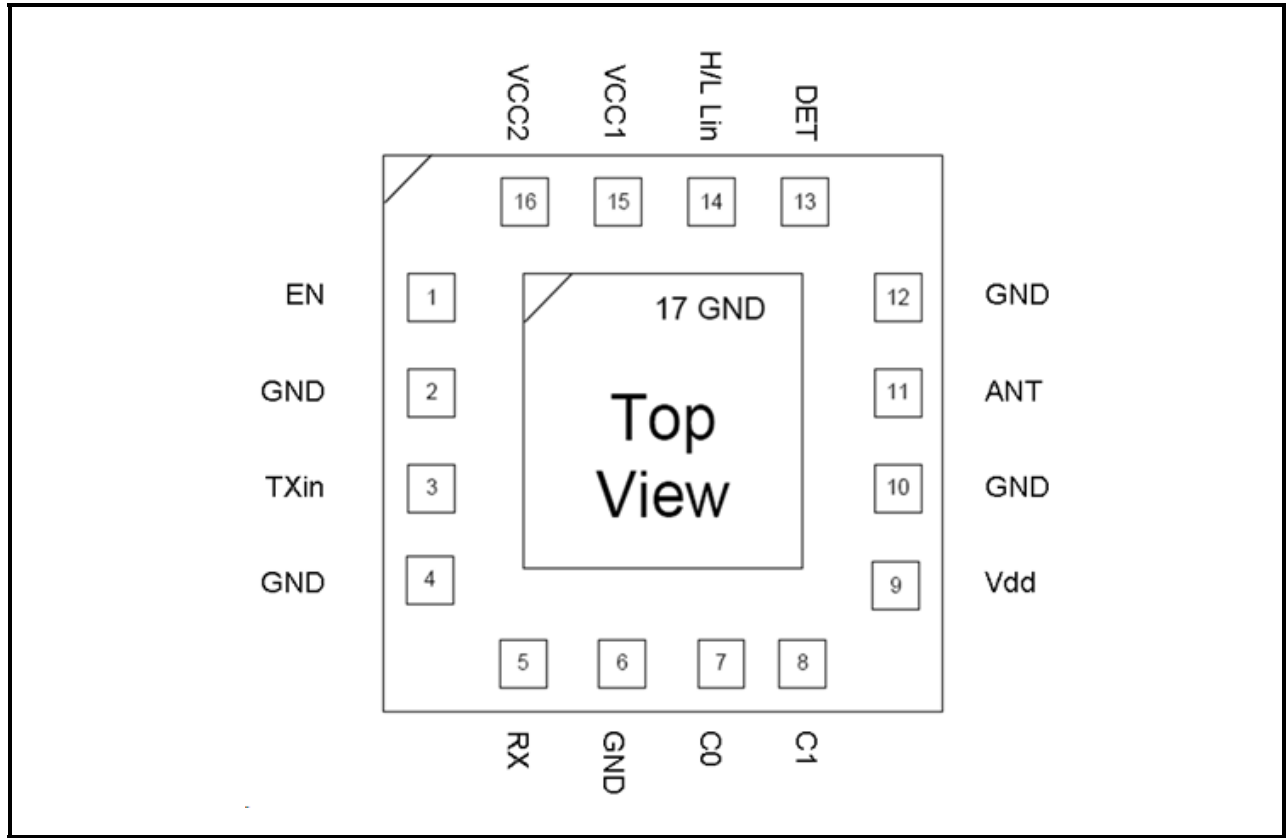 VCC2
VCC1
H/L Lin
DET
16
15
14
13
EN
1
17 GND
12
GND
GND
2
Top
11
ANT
TXin
3
View
10
GND
GND
4
9
Vdd
5
6
7
8
RX
GND
C0
C1